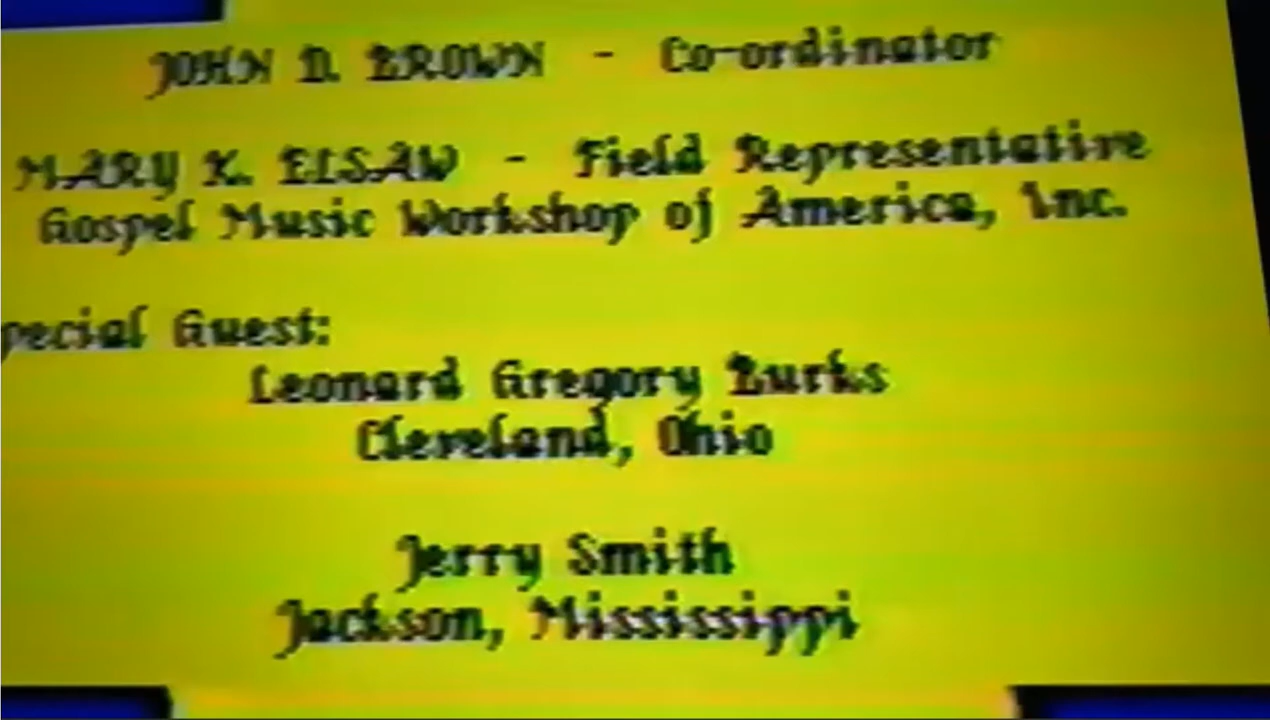 JOHN D. BROWN - Co-ordinator
MARY K. ELSAW - Field Representative
Gospel Music Workshop of America, Inc.
pecial Guest:
Leonard Gregory Burks
Cleveland, Ohio
Jerry Smith
Jackson, Mississippi